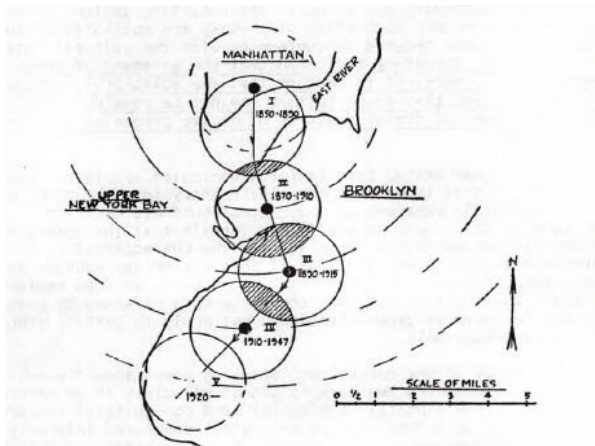 MANHATTAN
EAST RIVER
I
1850-1890
II
1870-1910
UPPER
NEW YORK BAY
BROOKLYN
III
1890-1915
N
IV
1910-1947
V
1920-
SCALE OF MILES
0 1/2 1 2 3 4 5